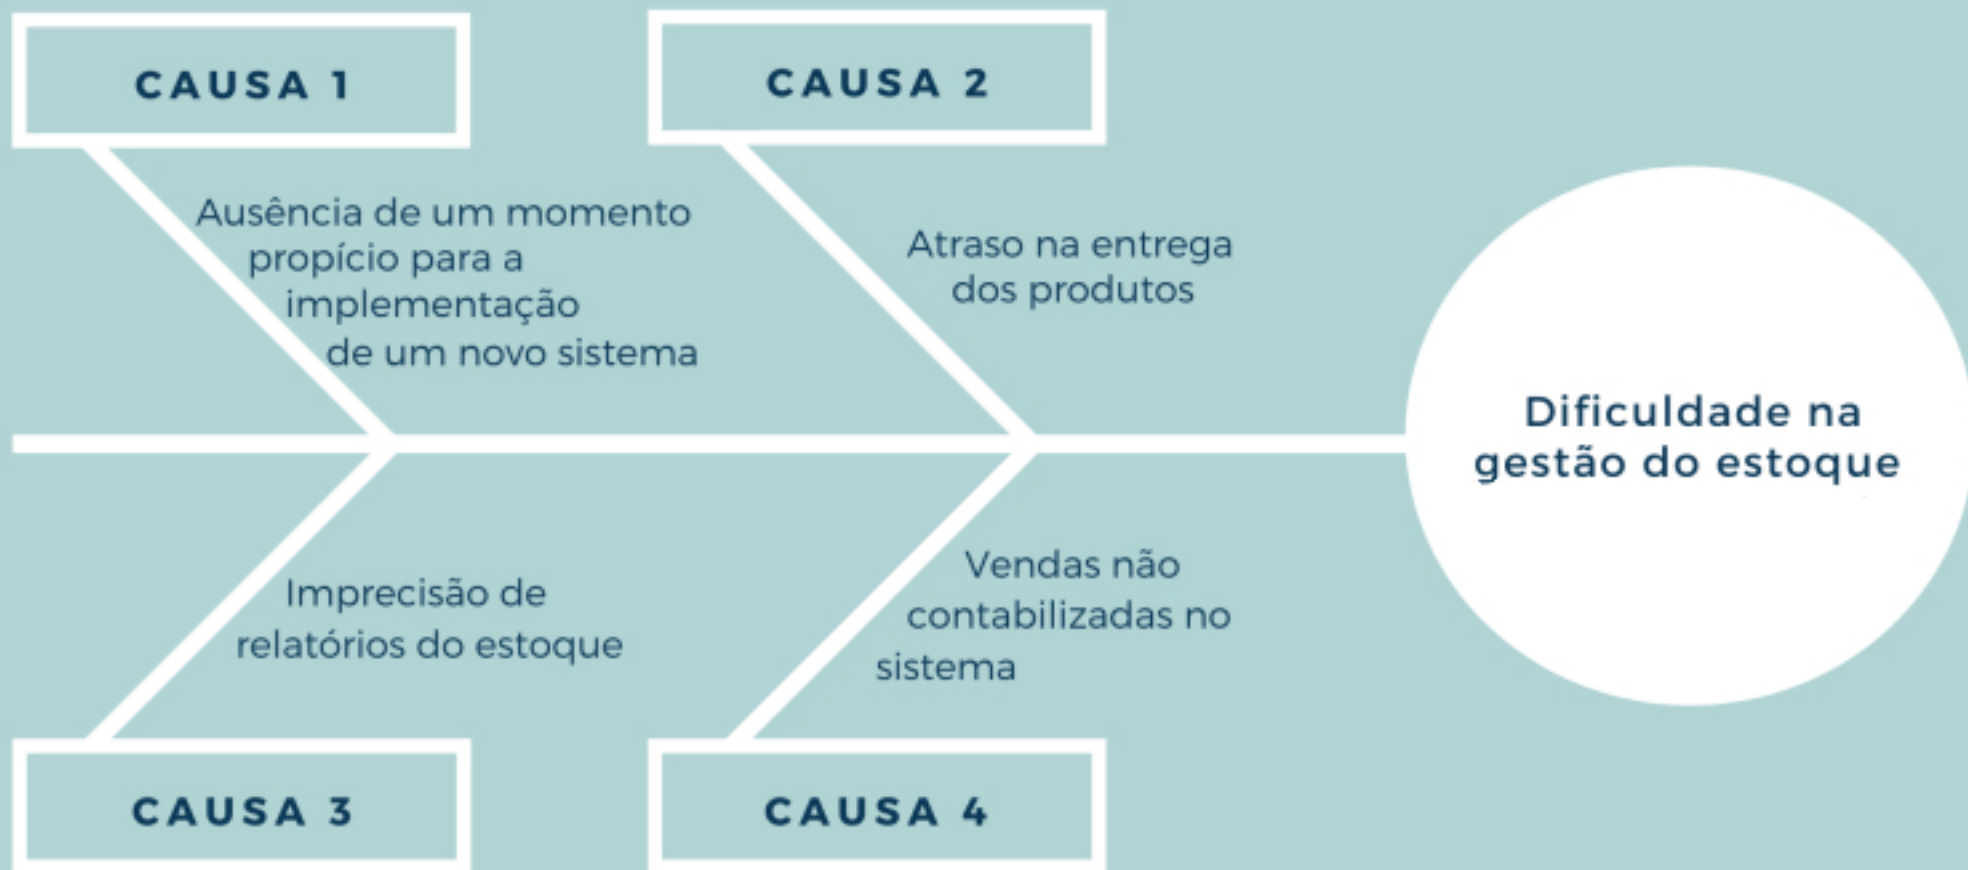 CAUSA 1
Ausência de um momento
propício para a
implementação
de um novo sistema
CAUSA 2
Atraso na entrega
dos produtos
Dificuldade na
gestão do estoque
Imprecisão de
relatórios do estoque
CAUSA 3
Vendas não
contabilizadas no
sistema
CAUSA 4